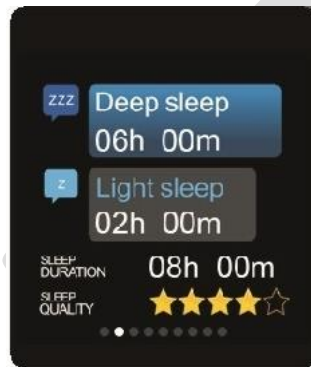 zzz
Deep sleep
06h 00m
z
Light sleep
02h 00m
SLEEP
DURATION
08h 00m
SLEEP
QUALITY